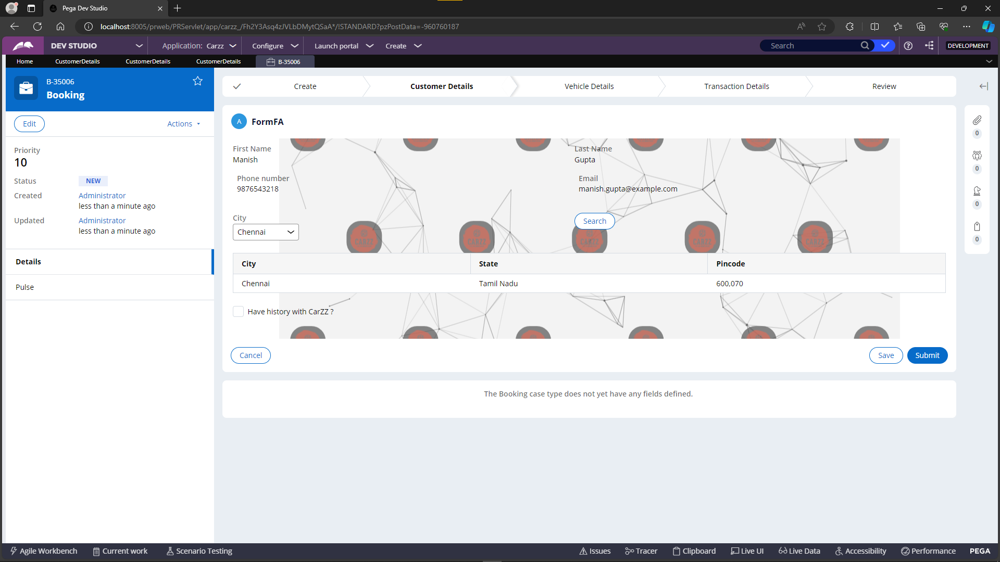 Pega Dev Studio
localhost:8005/prweb/PRServlet/app/carzz_/Fh2Y3Asq4zJVLbDMytQSaA*/!STANDARD?pzPostData=-960760187
DEV STUDIO
Application: Carzz
Configure
Launch portal
Create
Search
DEVELOPMENT
Home
CustomerDetails
CustomerDetails
CustomerDetails
B-35006
B-35006
Booking
Edit
Actions
Priority
10
Status NEW
Created Administrator
less than a minute ago
Updated Administrator
less than a minute ago
Details
Pulse
Create
Customer Details
Vehicle Details
Transaction Details
Review
A FormFA
First Name
Manish
Last Name
Gupta
Phone number
9876543218
Email
manish.gupta@example.com
City
Chennai
Search
CARZZ CARZZ CARZZ CARZZ CARZZ
City State Pincode
Chennai Tamil Nadu 600,070
Have history with CarZZ ?
Cancel
Save
Submit
The Booking case type does not yet have any fields defined.
0
0
0
0
Agile Workbench
Current work
Scenario Testing
Issues
Tracer
Clipboard
Live UI
Live Data
Accessibility
Performance
PEGA